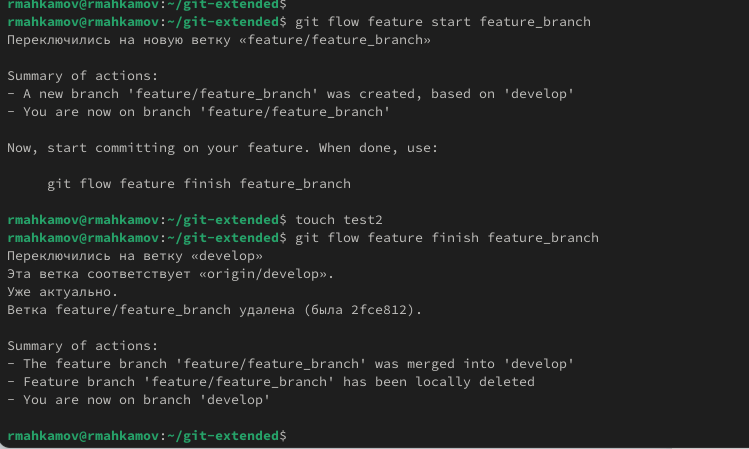 rmahkamov@rmahkamov:~/git-extended$
rmahkamov@rmahkamov:~/git-extended$ git flow feature start feature_branch
Переключились на новую ветку «feature/feature_branch»
Summary of actions:
- A new branch 'feature/feature_branch' was created, based on 'develop'
- You are now on branch 'feature/feature_branch'
Now, start committing on your feature. When done, use:
git flow feature finish feature_branch
rmahkamov@rmahkamov:~/git-extended$ touch test2
rmahkamov@rmahkamov:~/git-extended$ git flow feature finish feature_branch
Переключились на ветку «develop»
Эта ветка соответствует «origin/develop».
Уже актуально.
Ветка feature/feature_branch удалена (была 2fce812).
Summary of actions:
- The feature branch 'feature/feature_branch' was merged into 'develop'
- Feature branch 'feature/feature_branch' has been locally deleted
- You are now on branch 'develop'
rmahkamov@rmahkamov:~/git-extended$